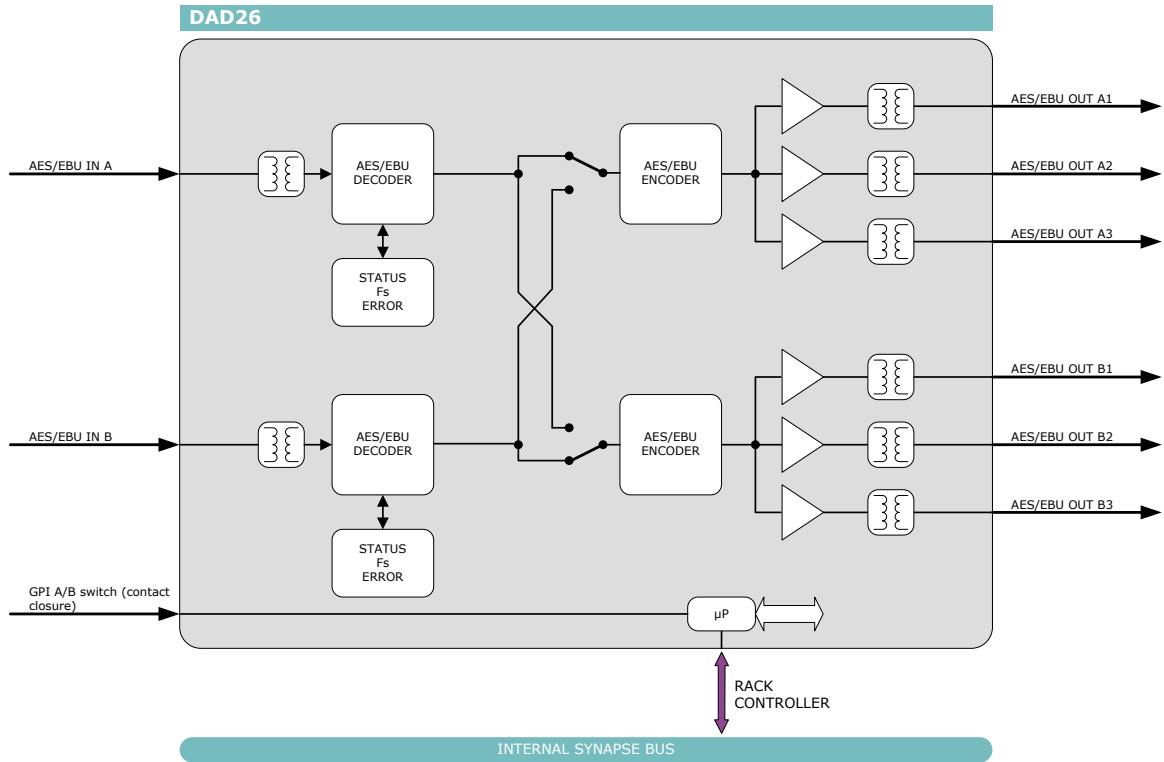 DAD26
AES/EBU IN A
AES/EBU
DECODER
STATUS
Fs
ERROR
AES/EBU
ENCODER
AES/EBU OUT A1
AES/EBU OUT A2
AES/EBU OUT A3
AES/EBU IN B
AES/EBU
DECODER
STATUS
Fs
ERROR
AES/EBU
ENCODER
AES/EBU OUT B1
AES/EBU OUT B2
AES/EBU OUT B3
GPI A/B switch (contact
closure)
µP
RACK
CONTROLLER
INTERNAL SYNAPSE BUS